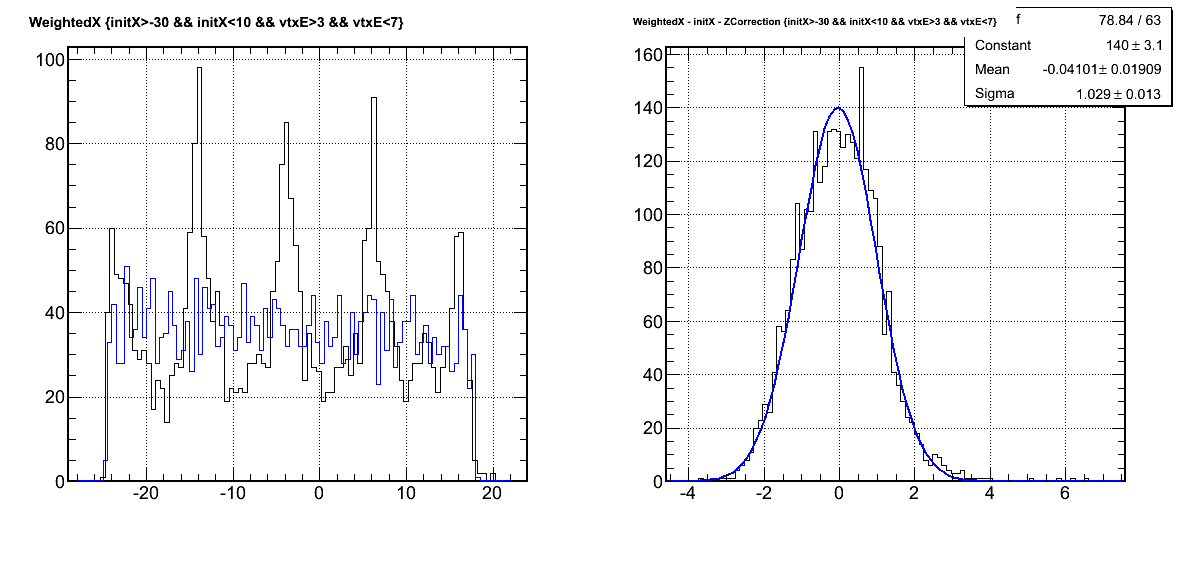 WeightedX {initX>-30 && initX<10 && vtxE>3 && vtxE<7}
100
80
60
40
20
0
-20 -10 0 10 20
WeightedX - initX - ZCorrection {initX>-30 && initX<10 && vtxE>3 && vtxE<7}
f 78.84 / 63
Constant 140 ± 3.1
Mean -0.04101 ± 0.01909
Sigma 1.029 ± 0.013
160
140
120
100
80
60
40
20
0
-4 -2 0 2 4 6